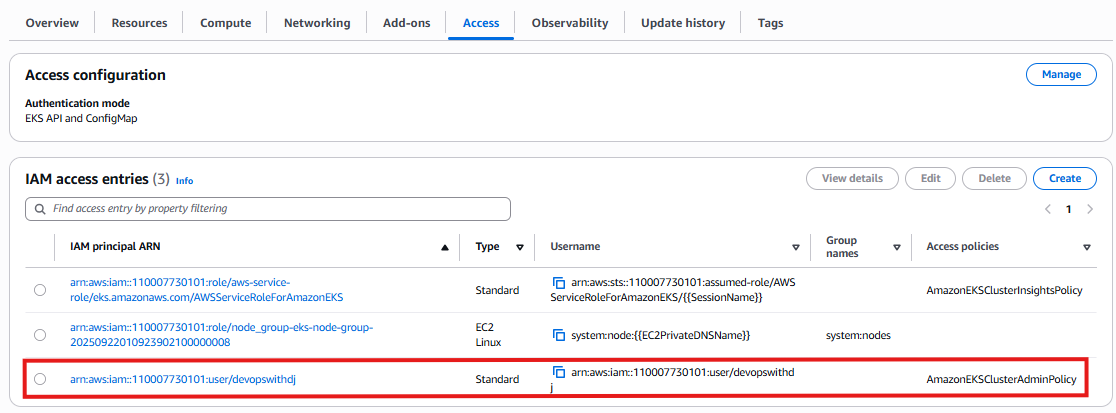 Overview Resources Compute Networking Add-ons Access Observability Update history Tags
Access configuration Manage
Authentication mode
EKS API and ConfigMap
IAM access entries (3) Info View details Edit Delete Create
Find access entry by property filtering 1
IAM principal ARN Type Username Group names Access policies
arn:aws:iam::110007730101:role/aws-service-
role/eks.amazonaws.com/AWSServiceRoleForAmazonEKS
Standard
arn:aws:sts::110007730101:assumed-role/AWS
ServiceRoleForAmazonEKS/{{SessionName}}
AmazonEKSClusterInsightsPolicy
arn:aws:iam::110007730101:role/node_group-eks-node-group-
20250922010923902100000008
EC2
Linux
system:node:{{EC2PrivateDNSName}}
system:nodes
arn:aws:iam::110007730101:user/devopswithdj
Standard
arn:aws:iam::110007730101:user/devopswithd
j
AmazonEKSClusterAdminPolicy